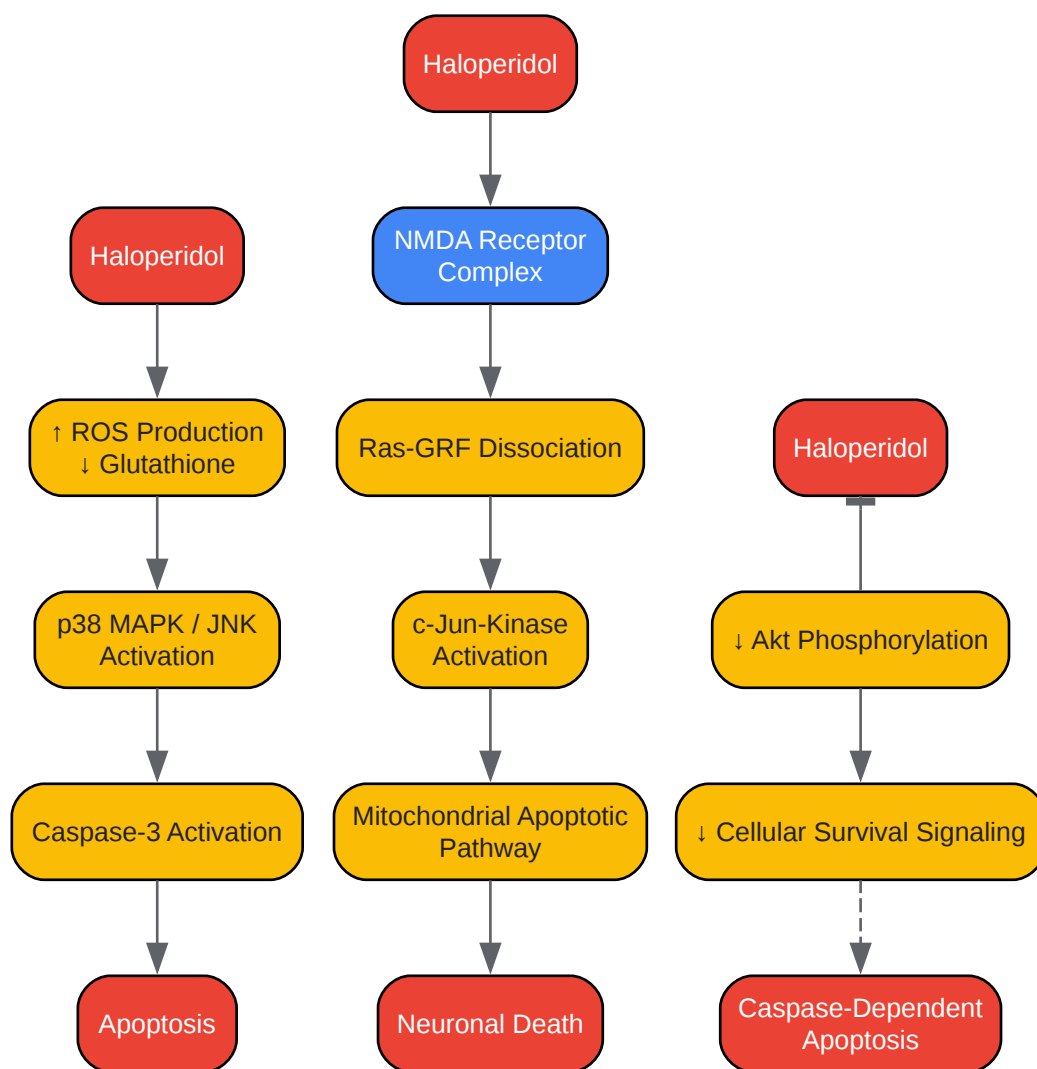 Haloperidol
NMDA Receptor
Complex
Ras-GRF Dissociation
c-Jun-Kinase
Activation
Mitochondrial Apoptotic
Pathway
Neuronal Death
Haloperidol
↑ ROS Production
↓ Glutathione
p38 MAPK / JNK
Activation
Caspase-3 Activation
Apoptosis
Haloperidol
↓ Akt Phosphorylation
↓ Cellular Survival Signaling
Caspase-Dependent
Apoptosis